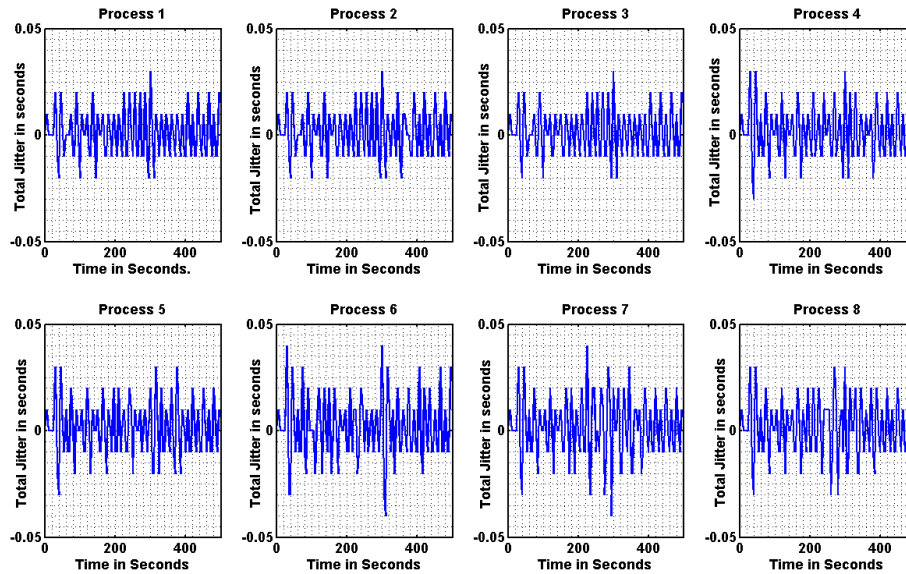 Process 1
0.05
0
-0.05
0 200 400
Total Jitter in seconds
Time in Seconds.
Process 2
0.05
0
-0.05
0 200 400
Total Jitter in seconds
Time in Seconds
Process 3
0.05
0
-0.05
0 200 400
Total Jitter in seconds
Time in Seconds
Process 4
0.05
0
-0.05
0 200 400
Total Jitter in seconds
Time in Seconds
Process 5
0.05
0
-0.05
0 200 400
Total Jitter in seconds
Time in Seconds
Process 6
0.05
0
-0.05
0 200 400
Total Jitter in seconds
Time in Seconds
Process 7
0.05
0
-0.05
0 200 400
Total Jitter in seconds
Time in Seconds
Process 8
0.05
0
-0.05
0 200 400
Total Jitter in seconds
Time in Seconds